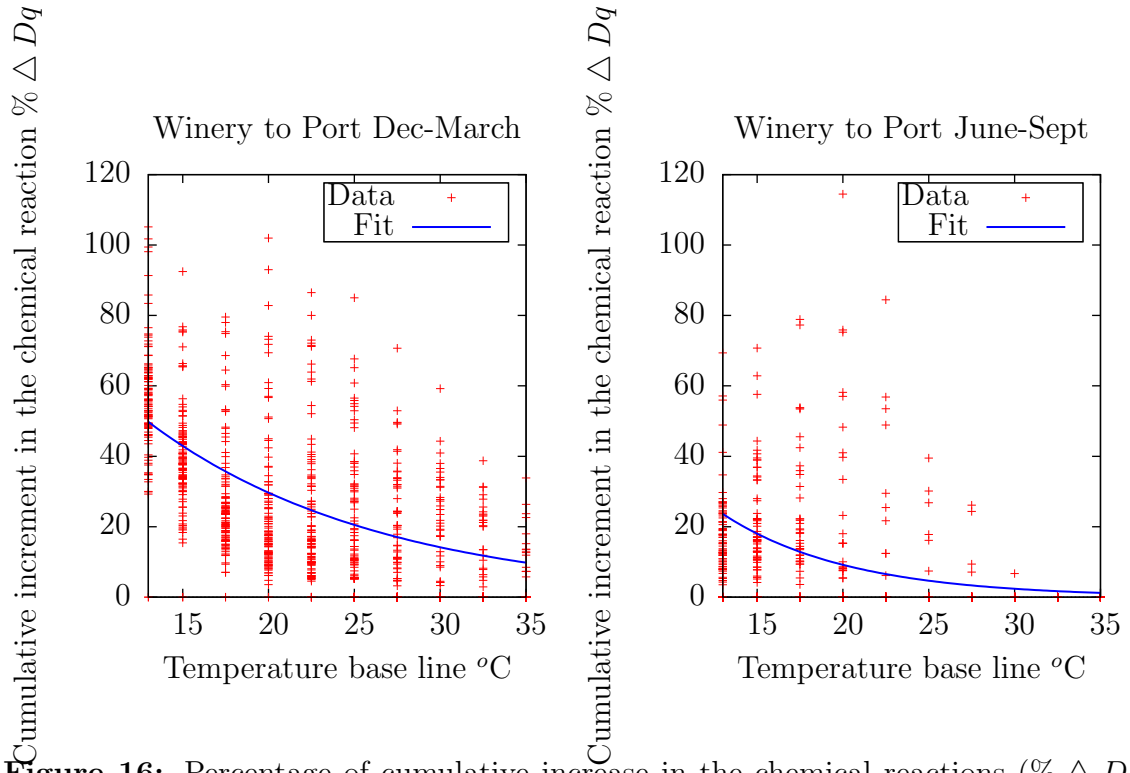 Cumulative increment in the chemical reaction % △ Dq
Winery to Port Dec-March
Data
Fit
120
100
80
60
40
20
0
15 20 25 30 35
Temperature base line °C
Cumulative increment in the chemical reaction % △ Dq
Winery to Port June-Sept
Data
Fit
120
100
80
60
40
20
0
15 20 25 30 35
Temperature base line °C
Figure 16: Percentage of cumulative increase in the chemical reactions (% △ D